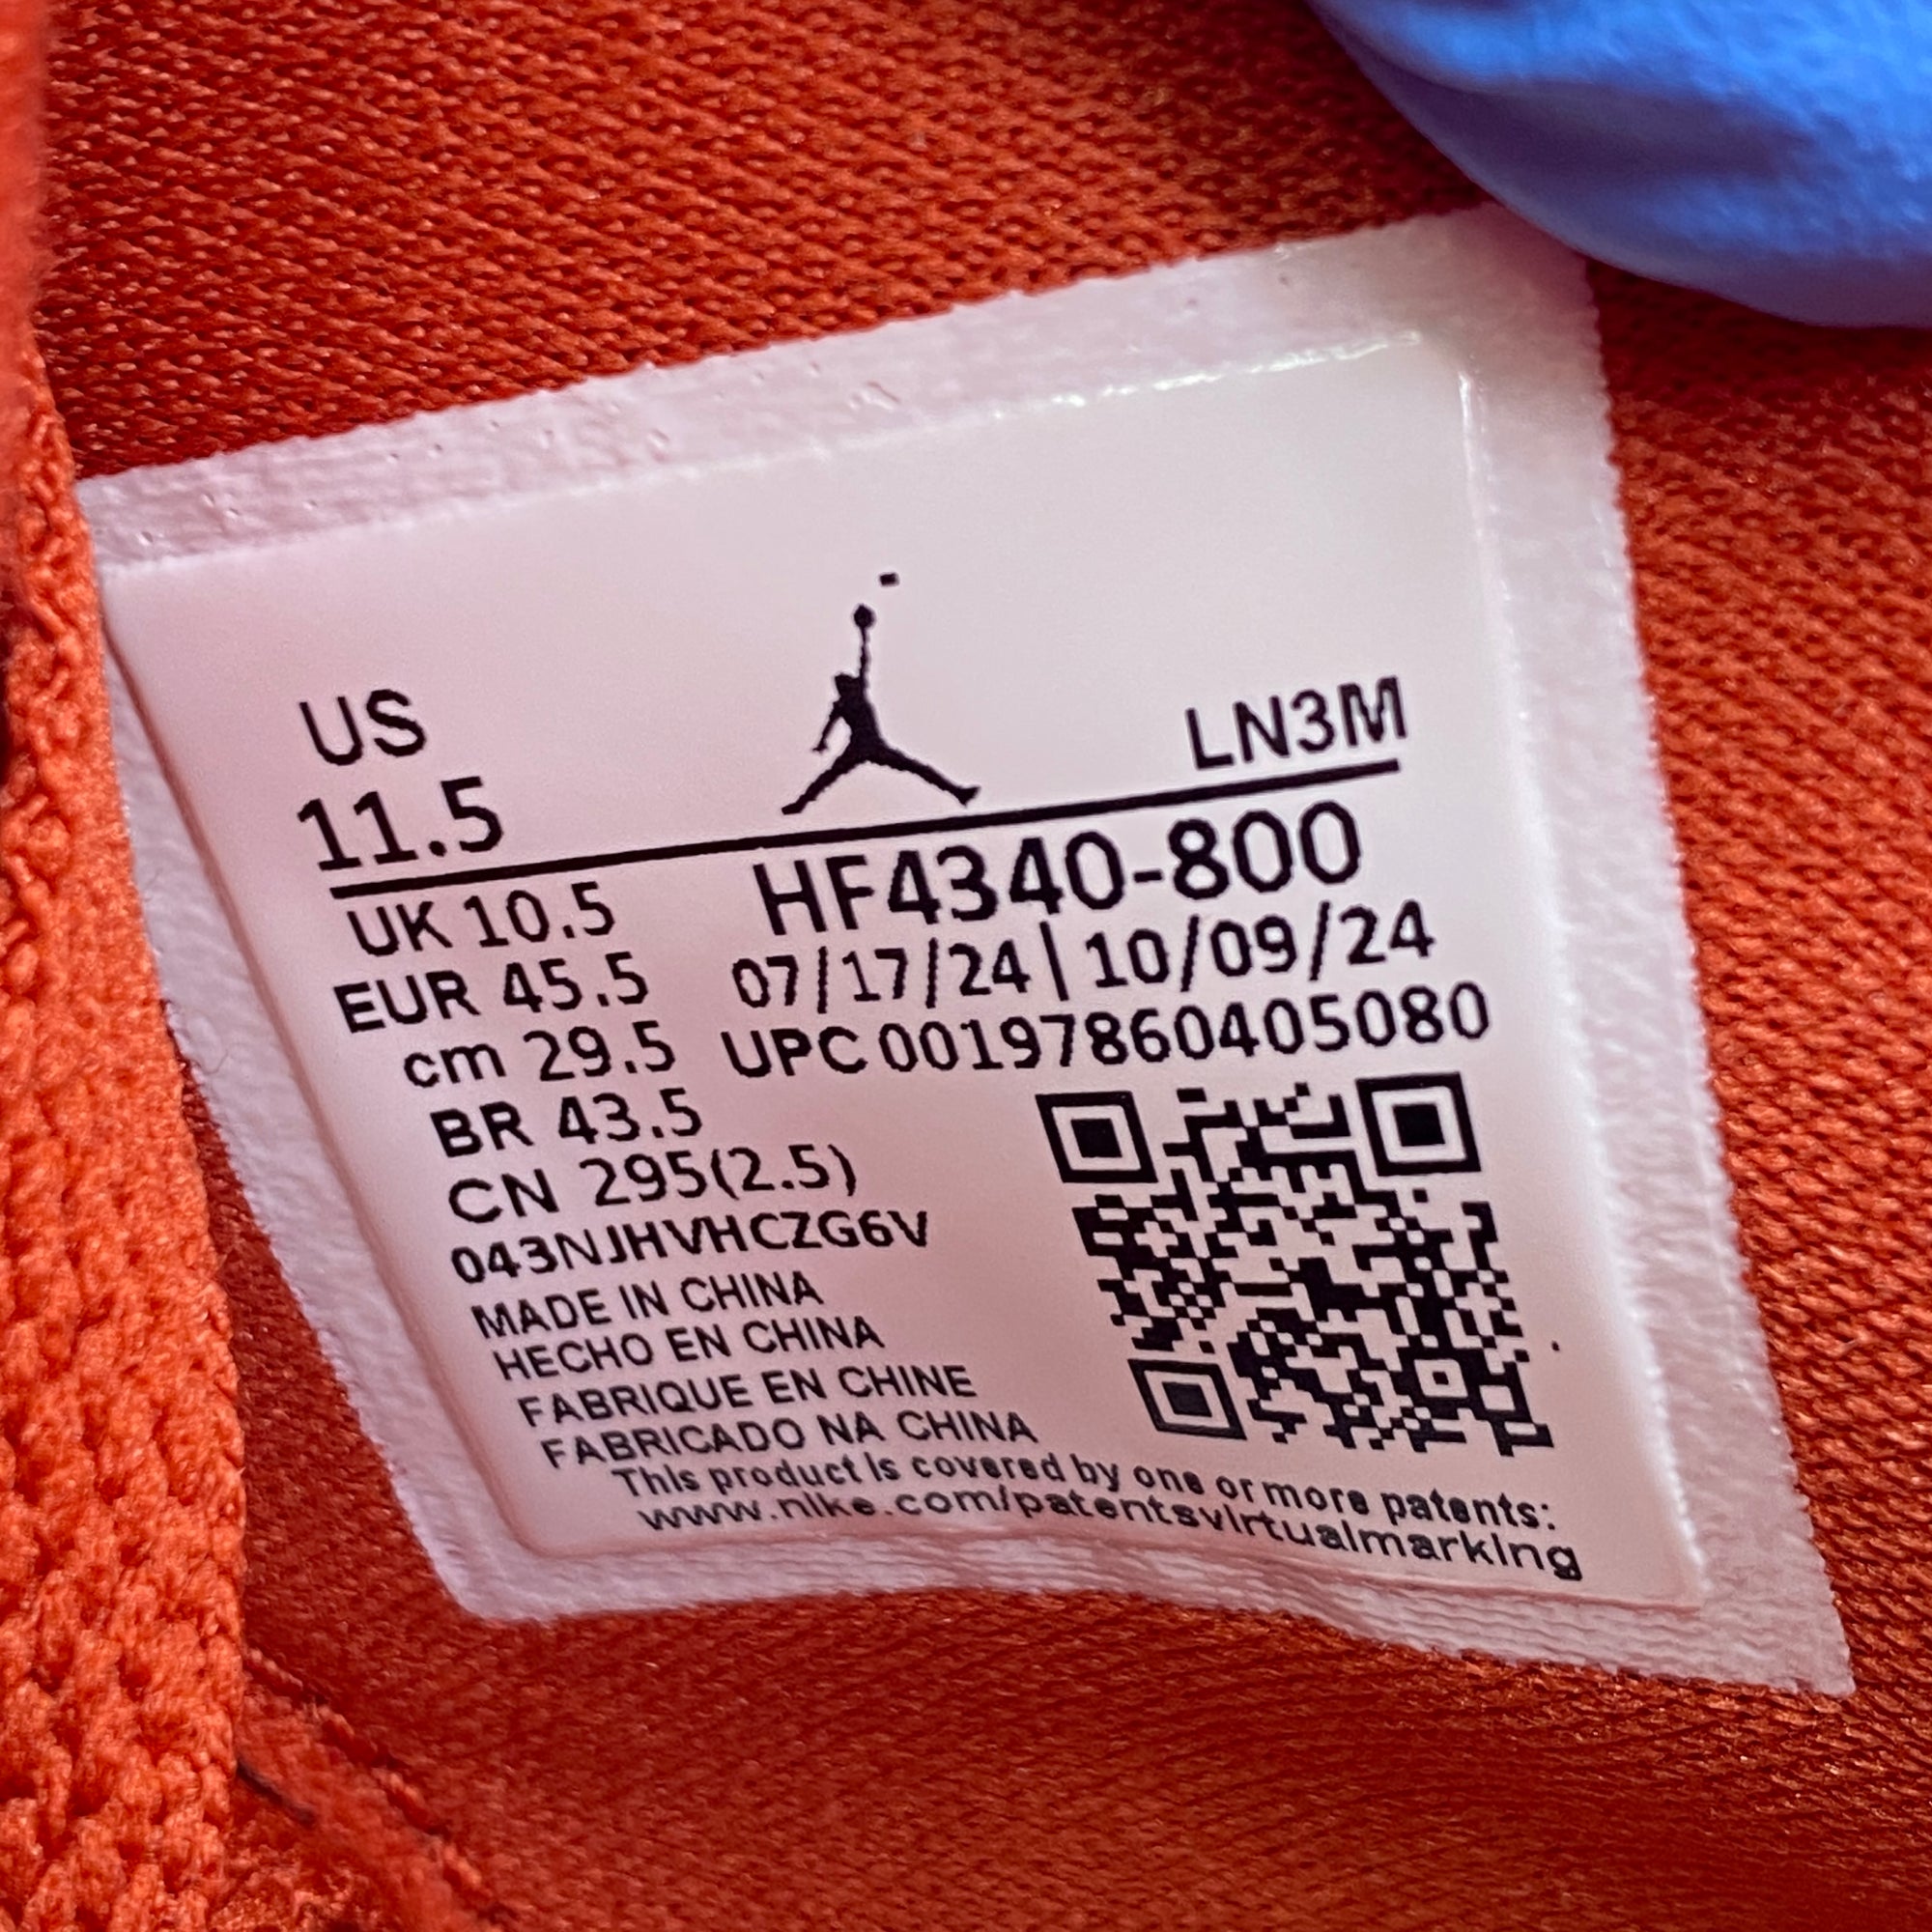 US
11.5
LN3M
UK 10.5
HF4340-800
EUR 45.5
07/17/24|10/09/24
cm 29.5
UPC 00197860405080
BR 43.5
CN 295(2.5)
043NJHVHCZG6V
MADE IN CHINA
HECHO EN CHINA
FABRIQUE EN CHINE
FABRICADO NA CHINA
This product is covered by one or more patents:
www.nike.com/patentsvirtualmarking